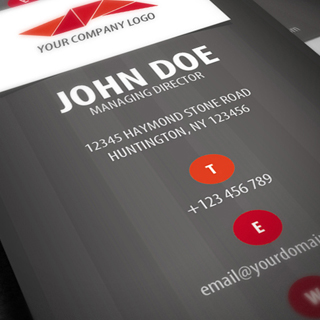 YOUR COMPANY LOGO
JOHN DOE
MANAGING DIRECTOR
12345 HAYMOND STONE ROAD
HUNTINGTON, NY 123456
T
+123 456 789
E
email@yourdomai
W